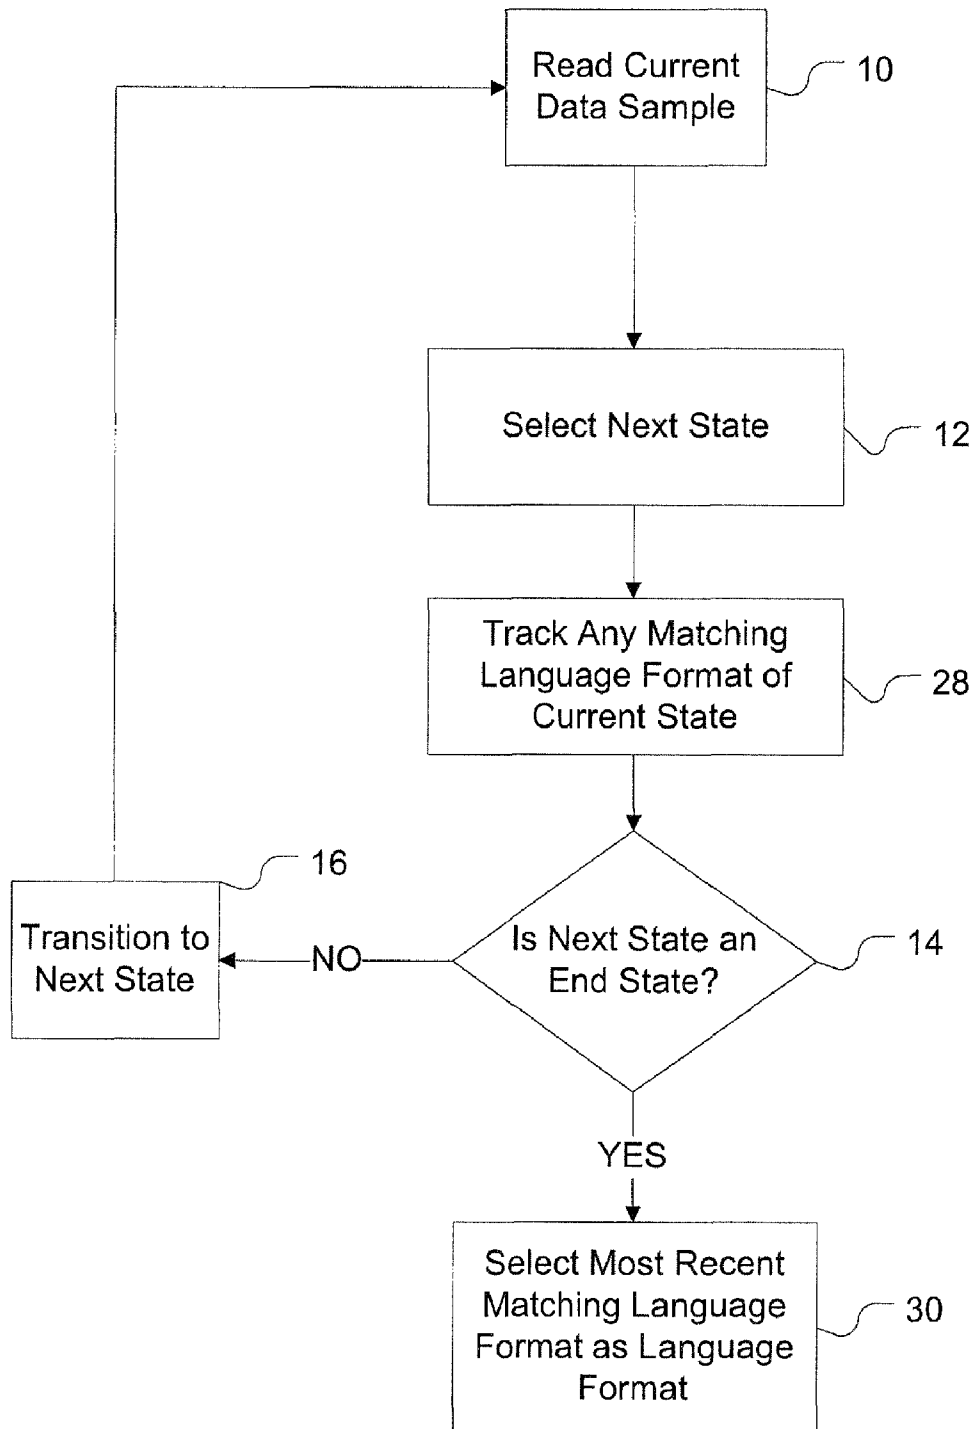 Read Current
Data Sample
10
Select Next State
12
Track Any Matching
Language Format of
Current State
28
16
Transition to
Next State
NO
Is Next State an
End State?
14
YES
Select Most Recent
Matching Language
Format as Language
Format
30